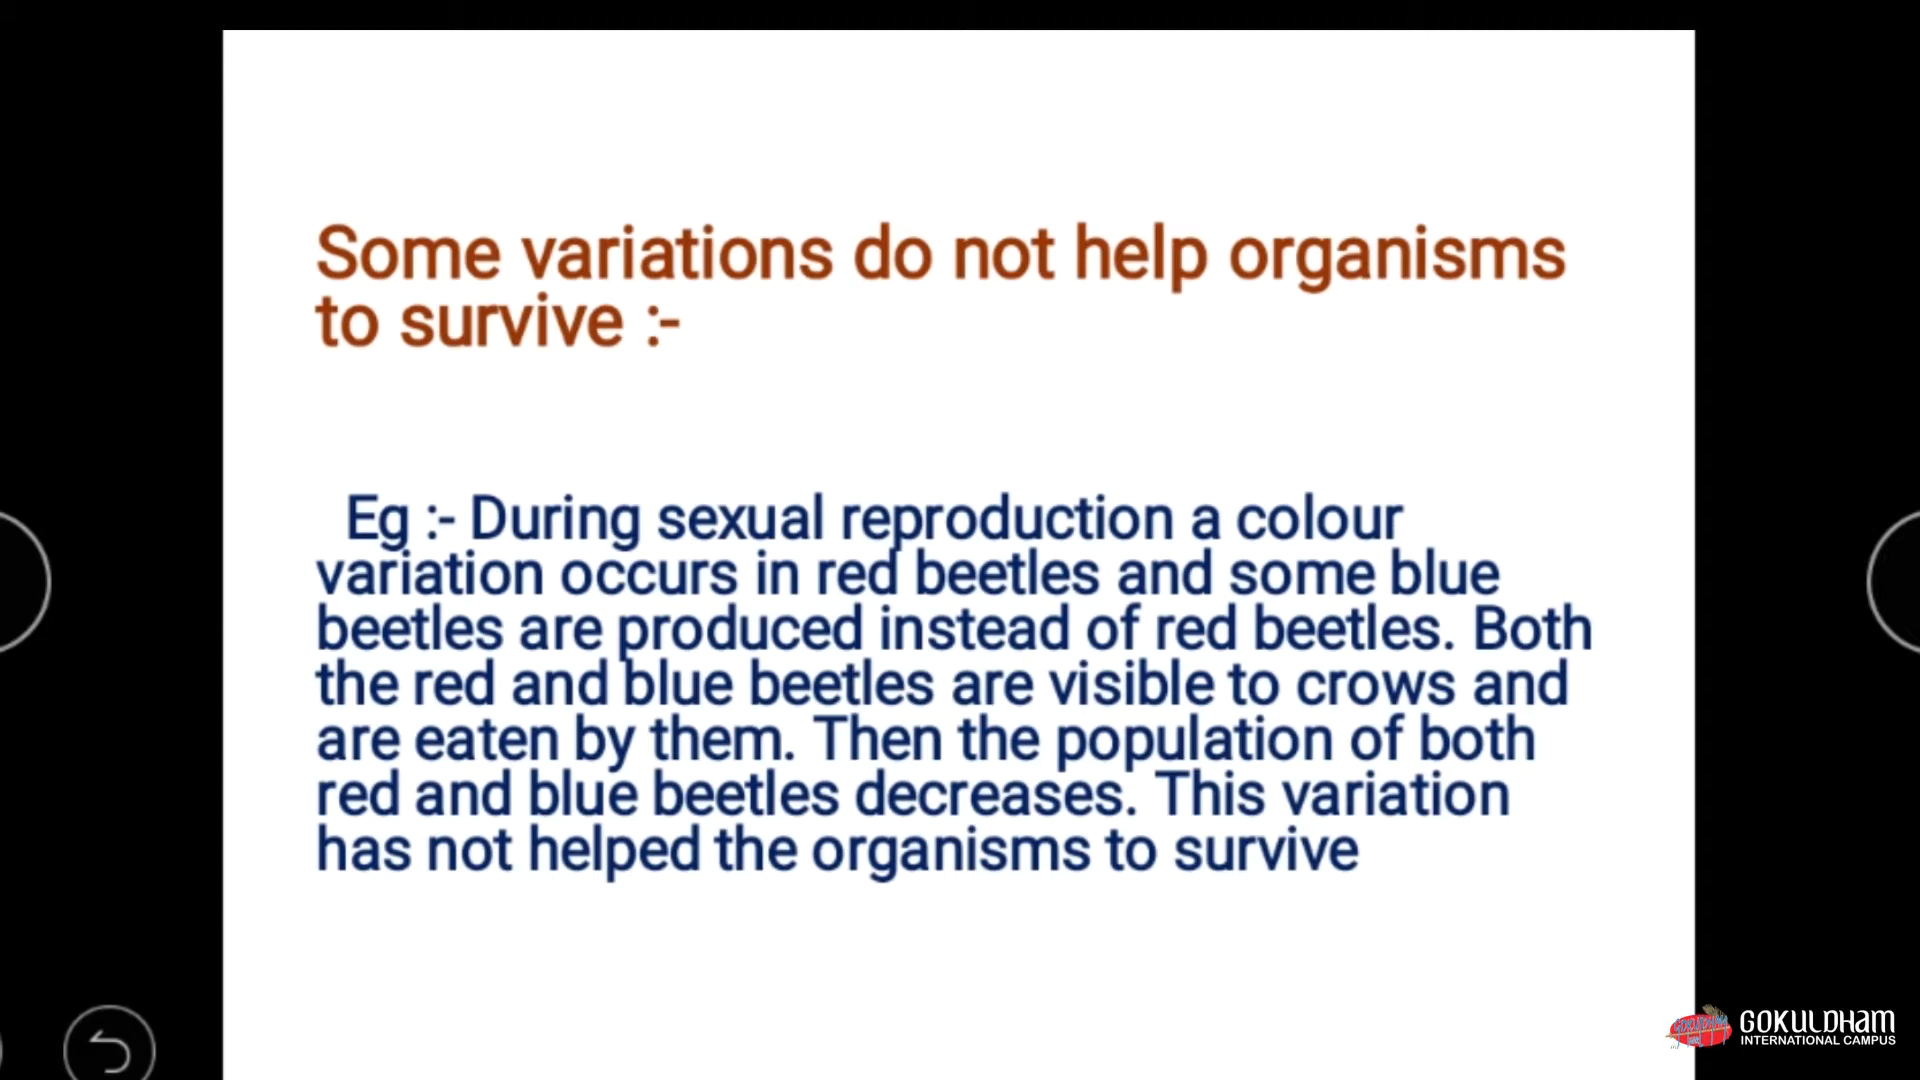 Some variations do not help organisms
to survive :-
Eg :- During sexual reproduction a colour
variation occurs in red beetles and some blue
beetles are produced instead of red beetles. Both
the red and blue beetles are visible to crows and
are eaten by them. Then the population of both
red and blue beetles decreases. This variation
has not helped the organisms to survive
GOKULDHAM
INTERNATIONAL CAMPUS